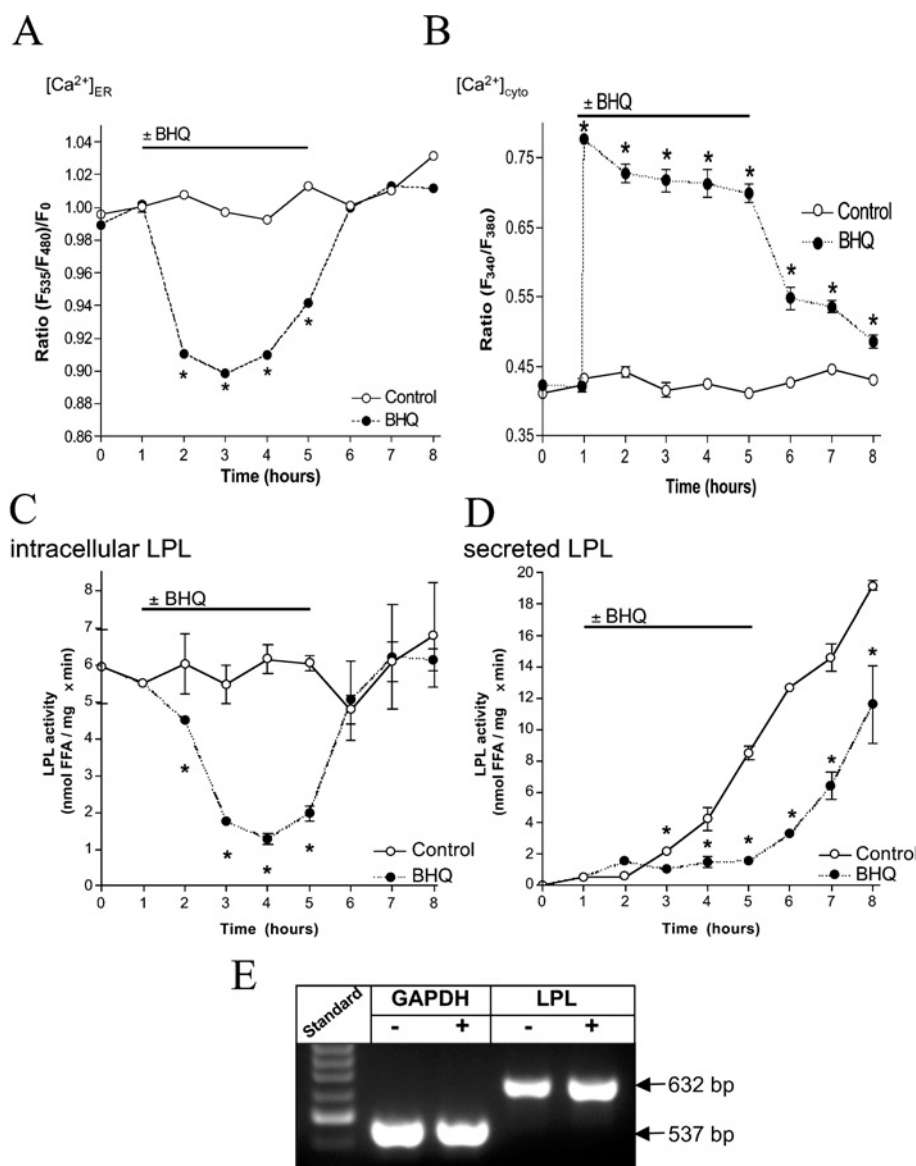 A
[Ca²⁺]ER
± BHQ
1.04
1.02
1.00
0.98
0.96
0.94
0.92
0.90
0.88
0.86
Ratio (F535/F480)/F0
* * * *
Control
BHQ
0 1 2 3 4 5 6 7 8
Time (hours)
B
[Ca²⁺]cyto
± BHQ
0.75
0.65
0.55
0.45
0.35
Ratio (F340/F380)
* * * * * * * *
Control
BHQ
0 1 2 3 4 5 6 7 8
Time (hours)
C
intracellular LPL
± BHQ
8
7
6
5
4
3
2
1
0
LPL activity
(nmol FFA / mg x min)
* * * *
Control
BHQ
0 1 2 3 4 5 6 7 8
Time (hours)
D
secreted LPL
± BHQ
20
18
16
14
12
10
8
6
4
2
0
LPL activity
(nmol FFA / mg x min)
* * * * * *
Control
BHQ
0 1 2 3 4 5 6 7 8
Time (hours)
E
Standard GAPDH LPL
- + - +
632 bp
537 bp